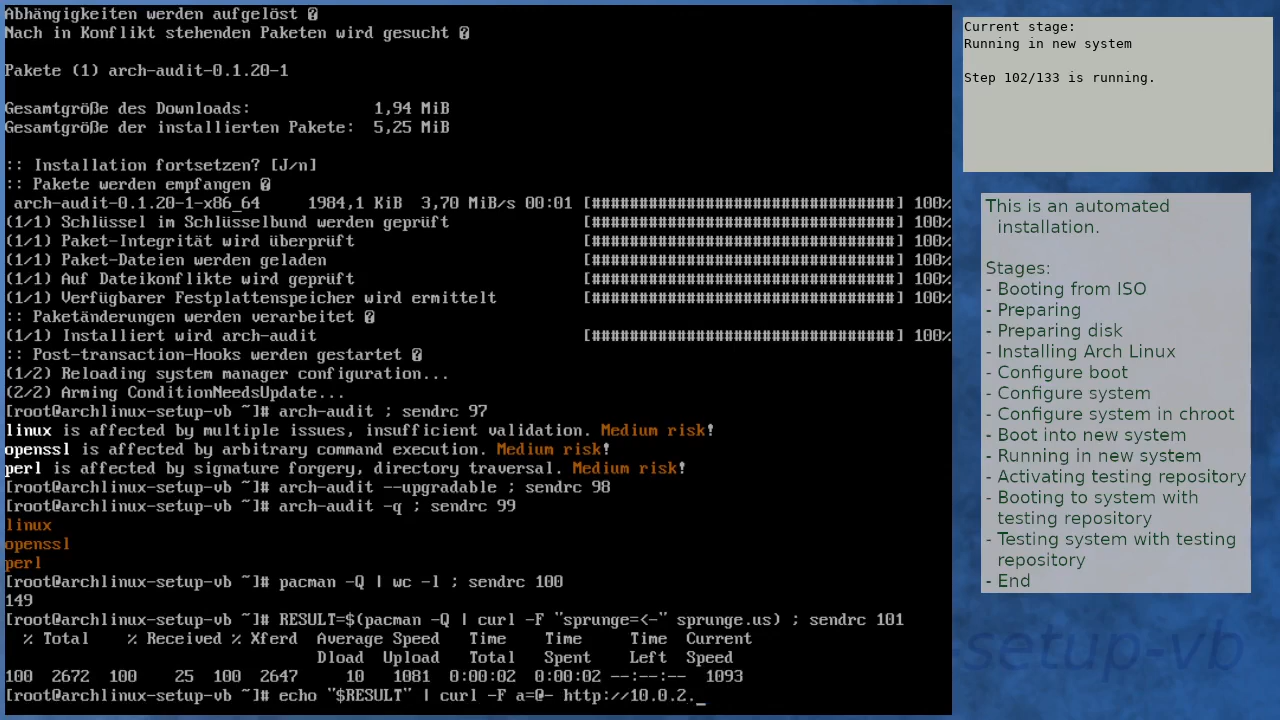 Abhängigkeiten werden aufgelöst �
Nach in Konflikt stehenden Paketen wird gesucht �
Pakete (1) arch-audit-0.1.20-1
Gesamtgröße des Downloads: 1,94 MiB
Gesamtgröße der installierten Pakete: 5,25 MiB
:: Installation fortsetzen? [J/n]
:: Pakete werden empfangen �
arch-audit-0.1.20-1-x86_64 1984,1 KiB 3,70 MiB/s 00:01 [################################] 100%
(1/1) Schlüssel im Schlüsselbund werden geprüft [################################] 100%
(1/1) Paket-Integrität wird überprüft [################################] 100%
(1/1) Paket-Dateien werden geladen [################################] 100%
(1/1) Auf Dateikonflikte wird geprüft [################################] 100%
(1/1) Verfügbarer Festplattenspeicher wird ermittelt [################################] 100%
:: Paketänderungen werden verarbeitet �
(1/1) Installiert wird arch-audit [################################] 100%
:: Post-transaction-Hooks werden gestartet �
(1/2) Reloading system manager configuration...
(2/2) Arming ConditionNeedsUpdate...
[root@archlinux-setup-vb ~]# arch-audit ; sendrc 97
linux is affected by multiple issues, insufficient validation. Medium risk!
openssl is affected by arbitrary command execution. Medium risk!
perl is affected by signature forgery, directory traversal. Medium risk!
[root@archlinux-setup-vb ~]# arch-audit --upgradable ; sendrc 98
[root@archlinux-setup-vb ~]# arch-audit -q ; sendrc 99
linux
openssl
perl
[root@archlinux-setup-vb ~]# pacman -Q | wc -l ; sendrc 100
149
[root@archlinux-setup-vb ~]# RESULT=$(pacman -Q | curl -F "sprunge=<-" sprunge.us) ; sendrc 101
% Total % Received % Xferd Average Speed Time Time Time Current
Dload Upload Total Spent Left Speed
100 2672 100 25 100 2647 10 1081 0:00:02 0:00:02 --:--:-- 1093
[root@archlinux-setup-vb ~]# echo "$RESULT" | curl -F a=@- http://10.0.2._
Current stage:
Running in new system
Step 102/133 is running.
This is an automated
installation.
Stages:
- Booting from ISO
- Preparing
- Preparing disk
- Installing Arch Linux
- Configure boot
- Configure system
- Configure system in chroot
- Boot into new system
- Running in new system
- Activating testing repository
- Booting to system with
testing repository
- Testing system with testing
repository
- End
-setup-vb